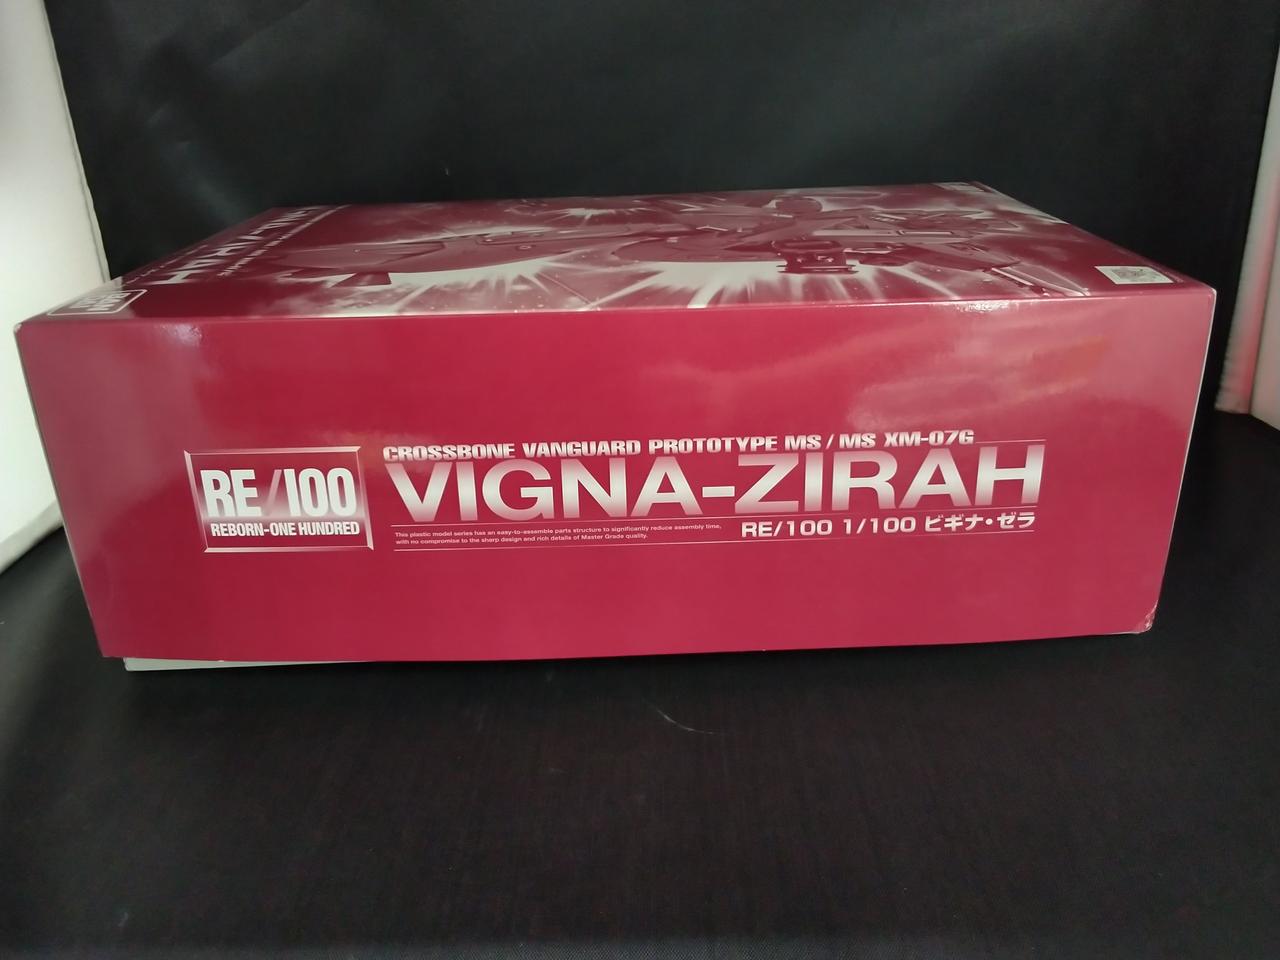 RE/100
REBORN-ONE HUNDRED
CROSSBONE VANGUARD PROTOTYPE MS / MS XM-07G
VIGNA-ZIRAH
This plastic model series has an easy-to-assemble parts structure to significantly reduce assembly time,
with no compromise to the sharp design and rich details of Master Grade quality.
RE/100 1/100 ビギナ・ゼラ